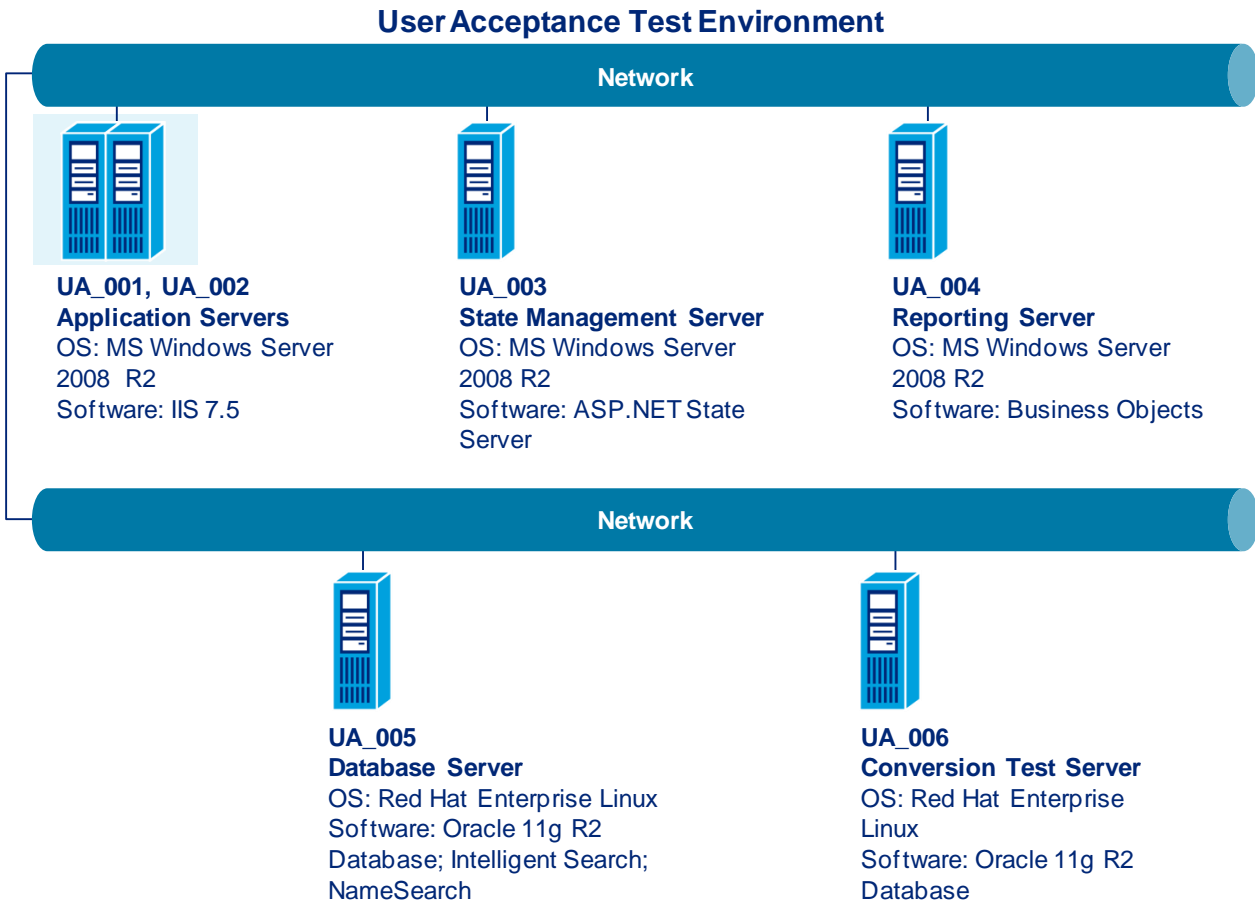 User Acceptance Test Environment
Network
UA_001, UA_002
Application Servers
OS: MS Windows Server
2008 R2
Software: IIS 7.5
UA_003
State Management Server
OS: MS Windows Server
2008 R2
Software: ASP.NET State
Server
UA_004
Reporting Server
OS: MS Windows Server
2008 R2
Software: Business Objects
Network
UA_005
Database Server
OS: Red Hat Enterprise Linux
Software: Oracle 11g R2
Database; Intelligent Search;
NameSearch
UA_006
Conversion Test Server
OS: Red Hat Enterprise
Linux
Software: Oracle 11g R2
Database